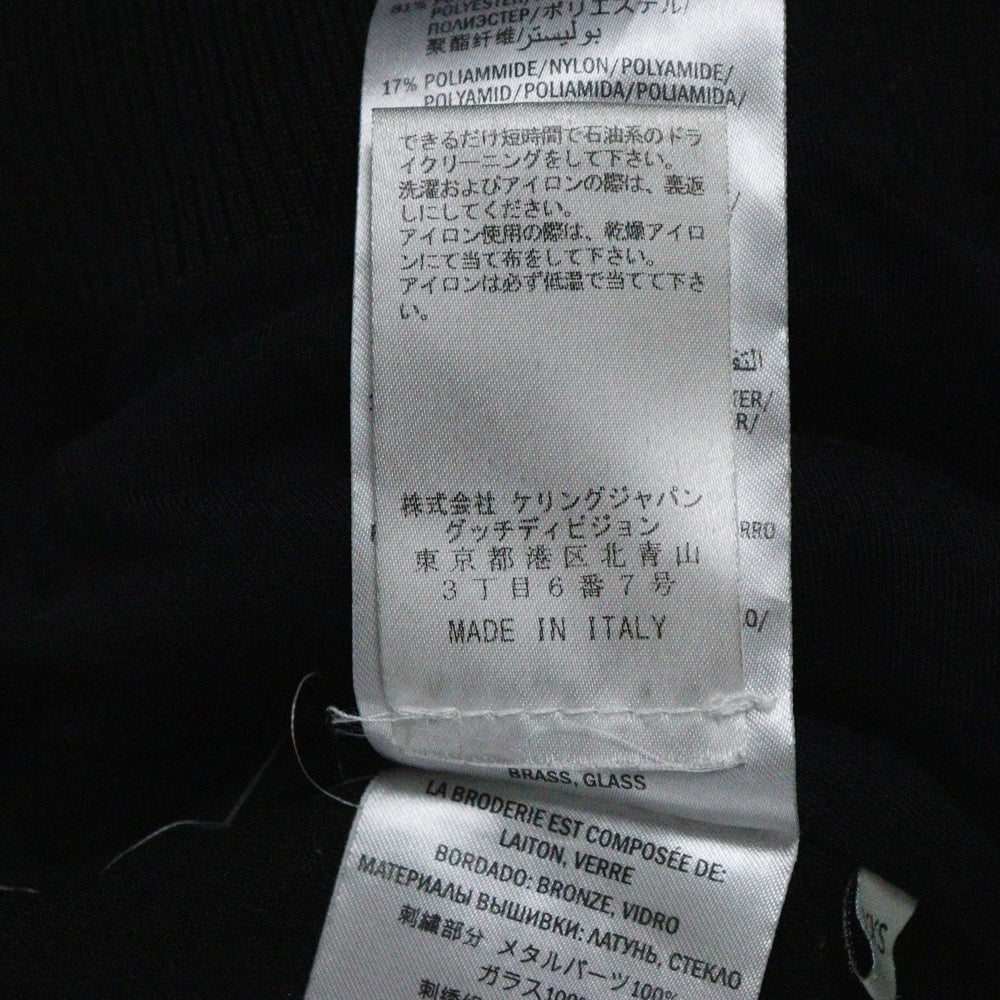 81% POLYESTER/
ПОЛИЭСТЕР/ポリエステル/
聚酯纤维/بوليستر/
17% POLIAMMIDE/NYLON/POLYAMIDE/
POLYAMID/POLIAMIDA/POLIAMIDA/
できるだけ短時間で石油系のドラ
イクリーニングをして下さい。
洗濯およびアイロンの際は、裏返
しにしてください。
アイロン使用の際は、乾燥アイロ
ンにて当て布をして下さい。
アイロンは必ず低温で当てて下さ
い。
TER/
R/
株式会社 ケリングジャパン
グッチディビジョン
RRO
東京都港区北青山
3丁目6番7号
O/
MADE IN ITALY
BRASS, GLASS
LA BRODERIE EST COMPOSÉE DE:
LAITON, VERRE
BORDADO: BRONZE, VIDRO
МАТЕРИАЛЫ ВЫШИВКИ: ЛАТУНЬ, СТЕКЛО
刺繍部分 メタルパーツ100%
ガラス100%
XXS